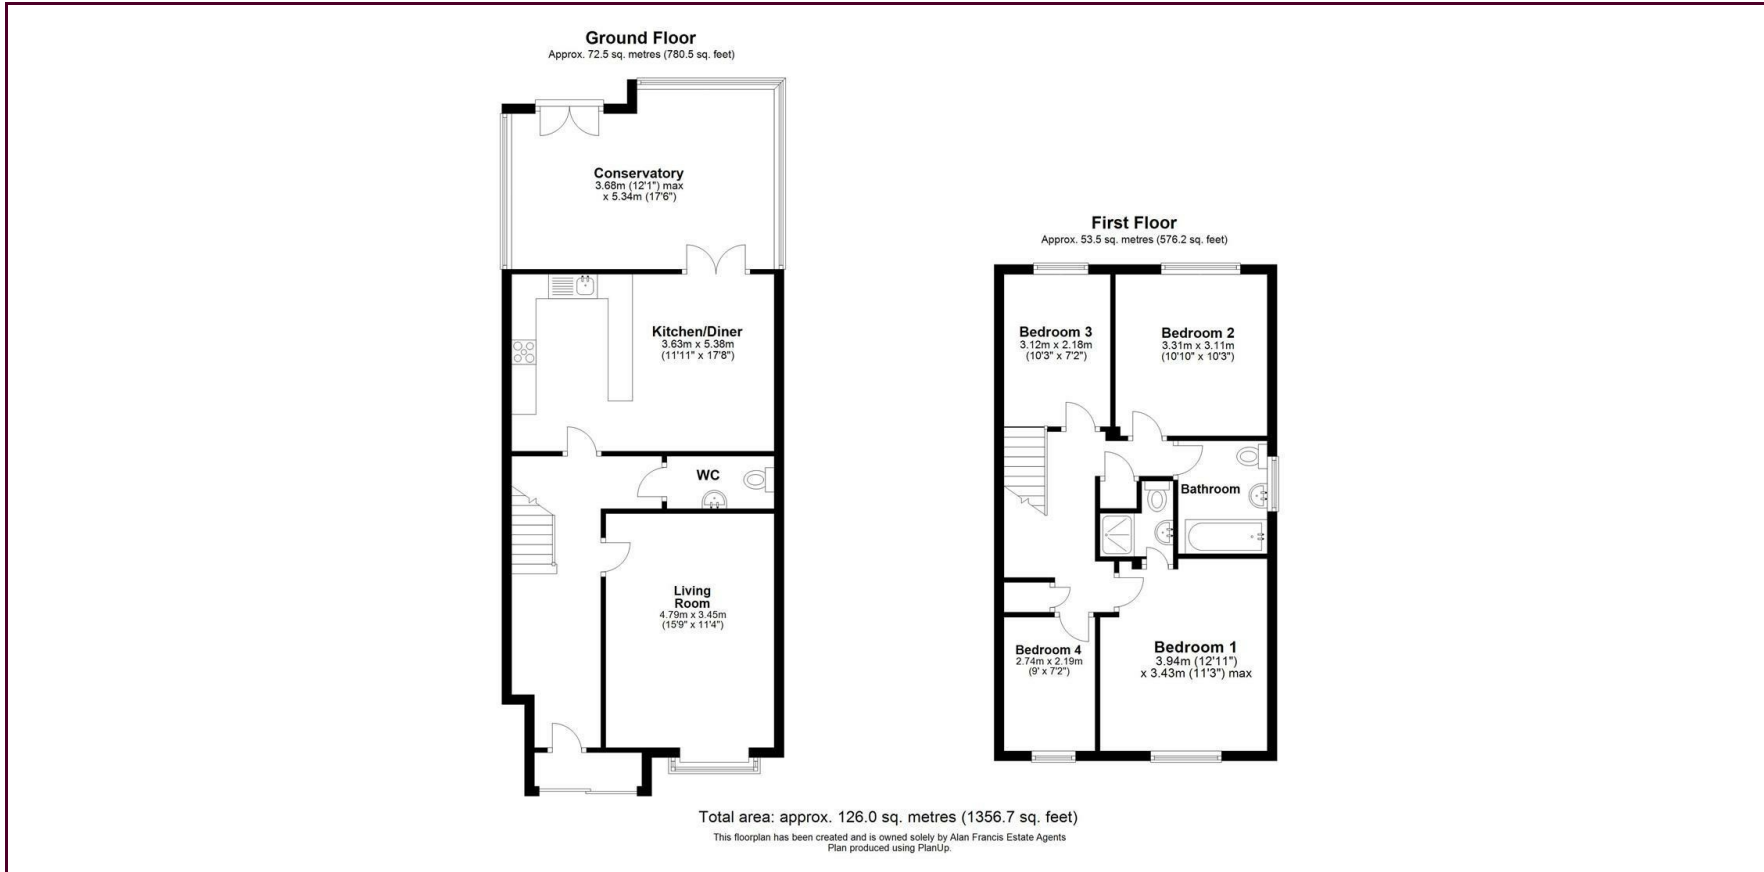 Ground Floor
Approx. 72.5 sq. metres (780.5 sq. feet)
Conservatory
3.68m (12'1") max
x 5.34m (17'6")
Kitchen/Diner
3.63m x 5.38m
(11'11" x 17'8")
WC
Living
Room
4.79m x 3.45m
(15'9" x 11'4")
First Floor
Approx. 53.5 sq. metres (576.2 sq. feet)
Bedroom 3
3.12m x 2.18m
(10'3" x 7'2")
Bedroom 2
3.31m x 3.11m
(10'10" x 10'3")
Bathroom
Bedroom 4
2.74m x 2.19m
(9' x 7'2")
Bedroom 1
3.94m (12'11")
x 3.43m (11'3") max
Total area: approx. 126.0 sq. metres (1356.7 sq. feet)
This floorplan has been created and is owned solely by Alan Francis Estate Agents
Plan produced using PlanUp.